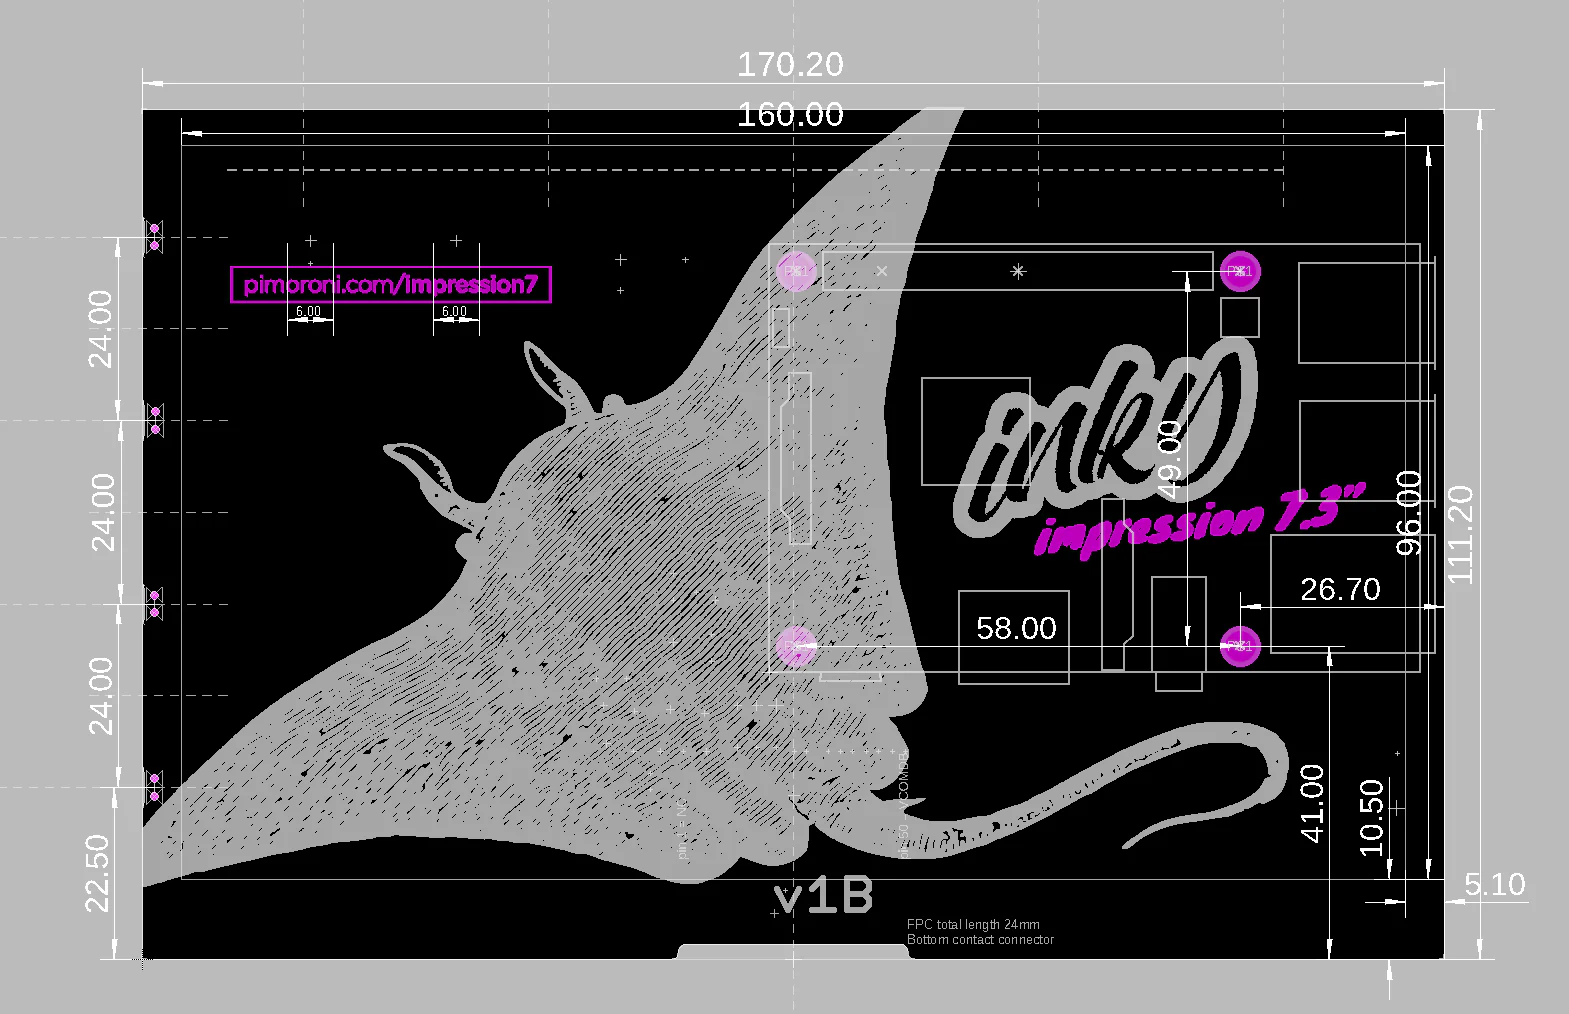 170.20
160.00
pimoroni.com/impression7
6.00
6.00
24.00
24.00
24.00
22.50
inky
impression 7.3"
49.00
96.00
111.20
58.00
26.70
41.00
10.50
5.10
v1B
FPC total length 24mm
Bottom contact connector